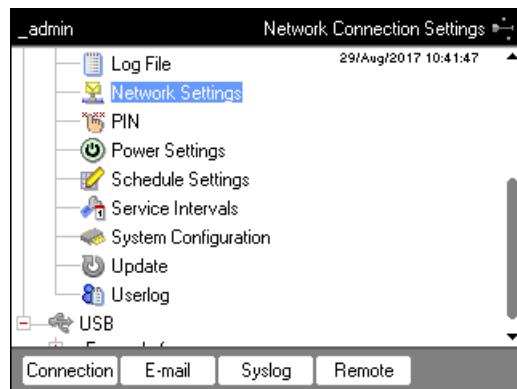 _admin
Network Connection Settings
29/Aug/2017 10:41:47
Log File
Network Settings
PIN
Power Settings
Schedule Settings
Service Intervals
System Configuration
Update
Userlog
USB
Connection
E-mail
Syslog
Remote